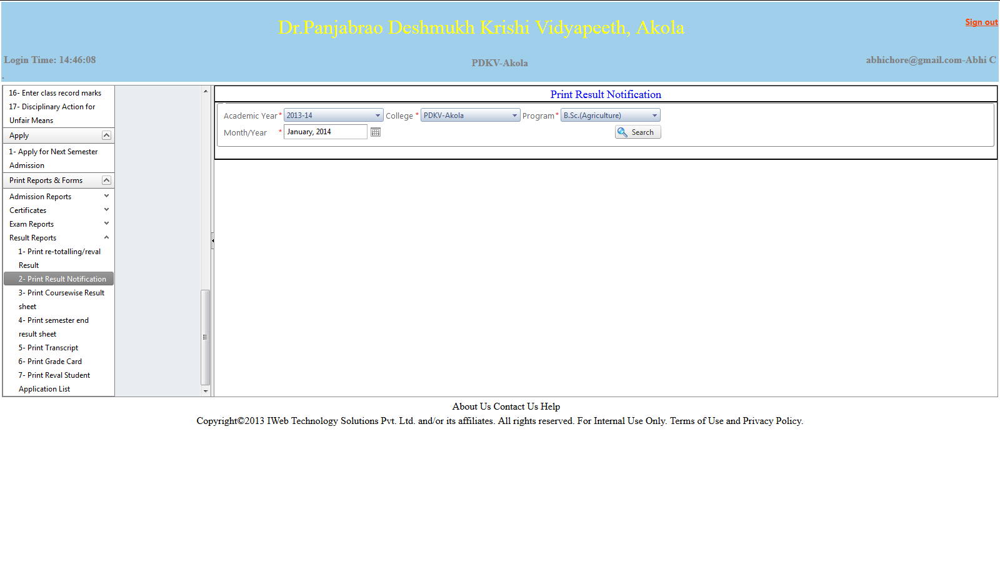 Dr.Panjabrao Deshmukh Krishi Vidyapeeth, Akola
Sign out
Login Time: 14:46:08
PDKV-Akola
abhichore@gmail.com-Abhi C
.
16- Enter class record marks
17- Disciplinary Action for
Unfair Means
Apply
1- Apply for Next Semester
Admission
Print Reports & Forms
Admission Reports
Certificates
Exam Reports
Result Reports
1- Print re-totalling/reval
Result
2- Print Result Notification
3- Print Coursewise Result
sheet
4- Print semester end
result sheet
5- Print Transcript
6- Print Grade Card
7- Print Reval Student
Application List
Print Result Notification
Academic Year* 2013-14 College * PDKV-Akola Program* B.Sc.(Agriculture)
Month/Year * January, 2014 Search
About Us Contact Us Help
Copyright©2013 IWeb Technology Solutions Pvt. Ltd. and/or its affiliates. All rights reserved. For Internal Use Only. Terms of Use and Privacy Policy.